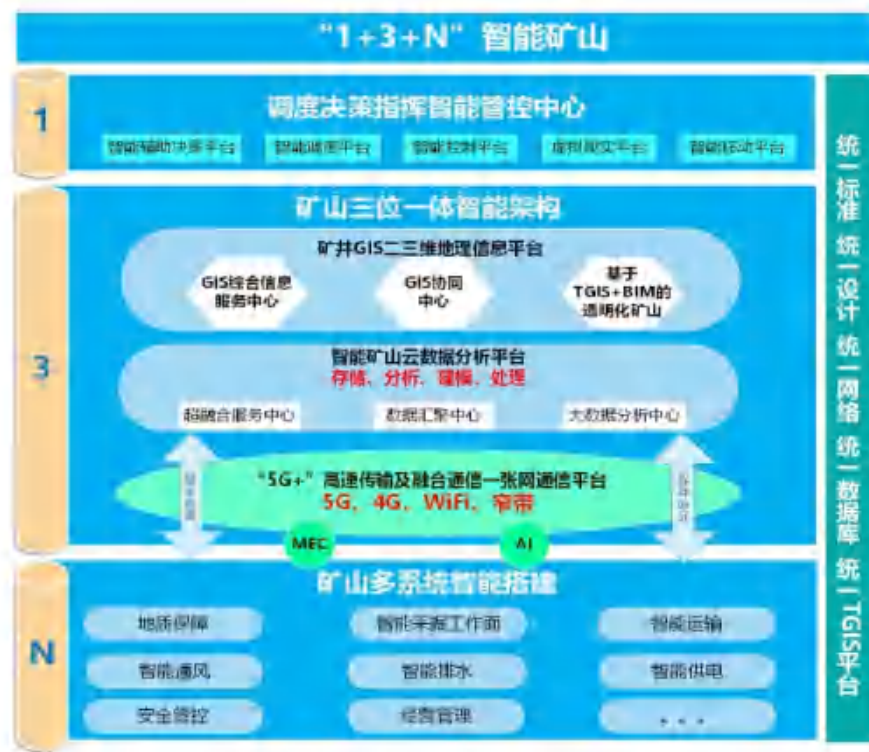 “1+3+N”智能矿山
1
调度决策指挥智能管控中心
智能辅助决策平台
智能调度平台
智能控制平台
虚拟现实平台
智能移动平台
3
矿山三位一体智能架构
矿井GIS二三维地理信息平台
GIS综合信息
服务中心
GIS协同
中心
基于
TGIS+BIM的
透明化矿山
智能矿山云数据分析平台
存储、分析、建模、处理
超融合服务中心
数据汇聚中心
大数据分析中心
“5G+”高速传输及融合通信一张网通信平台
5G、4G、WiFi、窄带
MEC
AI
N
矿山多系统智能搭建
地质保障
智能采掘工作面
智能运输
智能通风
智能排水
智能供电
安全管控
经营管理
...
统一标准 统一设计 统一网络 统一数据库 统一TGIS平台